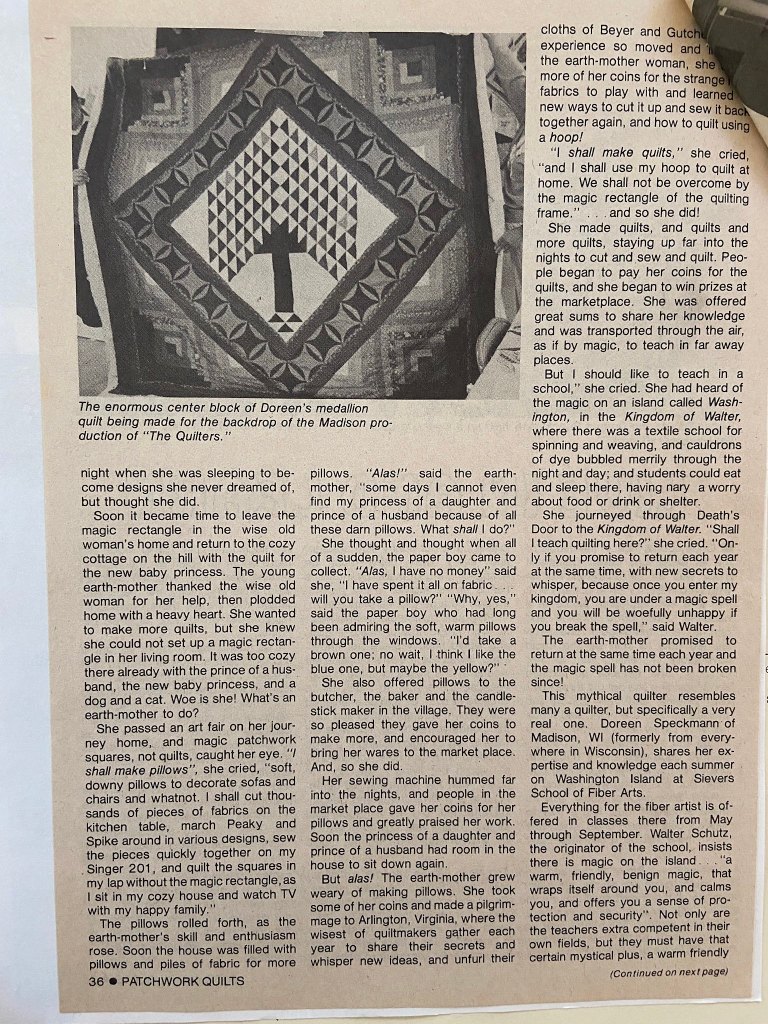 The enormous center block of Doreen's medallion
quilt being made for the backdrop of the Madison pro-
duction of "The Quilters."
night when she was sleeping to be-
come designs she never dreamed of,
but thought she did.
Soon it became time to leave the
magic rectangle in the wise old
woman's home and return to the cozy
cottage on the hill with the quilt for
the new baby princess. The young
earth-mother thanked the wise old
woman for her help, then plodded
home with a heavy heart. She wanted
to make more quilts, but she knew
she could not set up a magic rectan-
gle in her living room. It was too cozy
there already with the prince of a hus-
band, the new baby princess, and a
dog and a cat. Woe is she! What's an
earth-mother to do?
She passed an art fair on her jour-
ney home, and magic patchwork
squares, not quilts, caught her eye. "I
shall make pillows", she cried, "soft,
downy pillows to decorate sofas and
chairs and whatnot. I shall cut thou-
sands of pieces of fabrics on the
kitchen table, march Peaky and
Spike around in various designs, sew
the pieces quickly together on my
Singer 201, and quilt the squares in
my lap without the magic rectangle, as
I sit in my cozy house and watch TV
with my happy family."
The pillows rolled forth, as the
earth-mother's skill and enthusiasm
rose. Soon the house was filled with
pillows and piles of fabric for more
pillows. "Alas!" said the earth-
mother, "some days I cannot even
find my princess of a daughter and
prince of a husband because of all
these darn pillows. What shall I do?"
She thought and thought when all
of a sudden, the paper boy came to
collect. "Alas, I have no money" said
she, "I have spent it all on fabric . . .
will you take a pillow?" "Why, yes,"
said the paper boy who had long
been admiring the soft, warm pillows
through the windows. "I'd take a
brown one; no wait, I think I like the
blue one, but maybe the yellow?"
She also offered pillows to the
butcher, the baker and the candle-
stick maker in the village. They were
so pleased they gave her coins to
make more, and encouraged her to
bring her wares to the market place.
And, so she did.
Her sewing machine hummed far
into the nights, and people in the
market place gave her coins for her
pillows and greatly praised her work.
Soon the princess of a daughter and
prince of a husband had room in the
house to sit down again.
But alas! The earth-mother grew
weary of making pillows. She took
some of her coins and made a pilgrim-
mage to Arlington, Virginia, where the
wisest of quiltmakers gather each
year to share their secrets and
whisper new ideas, and unfurl their
cloths of Beyer and
experience so moved and
the earth-mother woman, she
more of her coins for the strange
fabrics to play with and learned
new ways to cut it up and sew it back
together again, and how to quilt using
a hoop!
"I shall make quilts," she cried,
"and I shall use my hoop to quilt at
home. We shall not be overcome by
the magic rectangle of the quilting
frame." . . . and so she did!
She made quilts, and quilts and
more quilts, staying up far into the
nights to cut and sew and quilt. Peo-
ple began to pay her coins for the
quilts, and she began to win prizes at
the marketplace. She was offered
great sums to share her knowledge
and was transported through the air,
as if by magic, to teach in far away
places.
But I should like to teach in a
school," she cried. She had heard of
the magic on an island called Wash-
ington, in the Kingdom of Walter,
where there was a textile school for
spinning and weaving, and cauldrons
of dye bubbled merrily through the
night and day; and students could eat
and sleep there, having nary a worry
about food or drink or shelter.
She journeyed through Death's
Door to the Kingdom of Walter. "Shall
I teach quilting here?" she cried. "On-
ly if you promise to return each year
at the same time, with new secrets to
whisper, because once you enter my
kingdom, you are under a magic spell
and you will be woefully unhappy if
you break the spell," said Walter.
The earth-mother promised to
return at the same time each year and
the magic spell has not been broken
since!
This mythical quilter resembles
many a quilter, but specifically a very
real one. Doreen Speckmann of
Madison, WI (formerly from every-
where in Wisconsin), shares her ex-
pertise and knowledge each summer
on Washington Island at Sievers
School of Fiber Arts.
Everything for the fiber artist is of-
fered in classes there from May
through September. Walter Schutz,
the originator of the school, insists
there is magic on the island . . . "a
warm, friendly, benign magic, that
wraps itself around you, and calms
you, and offers you a sense of pro-
tection and security". Not only are
the teachers extra competent in their
own fields, but they must have that
certain mystical plus, a warm friendly
(Continued on next page)
36 ● PATCHWORK QUILTS